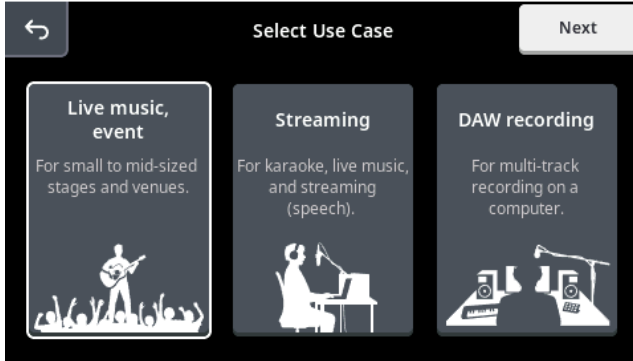 Select Use Case
Next
Live music,
event
For small to mid-sized
stages and venues.
Streaming
For karaoke, live music,
and streaming
(speech).
DAW recording
For multi-track
recording on a
computer.